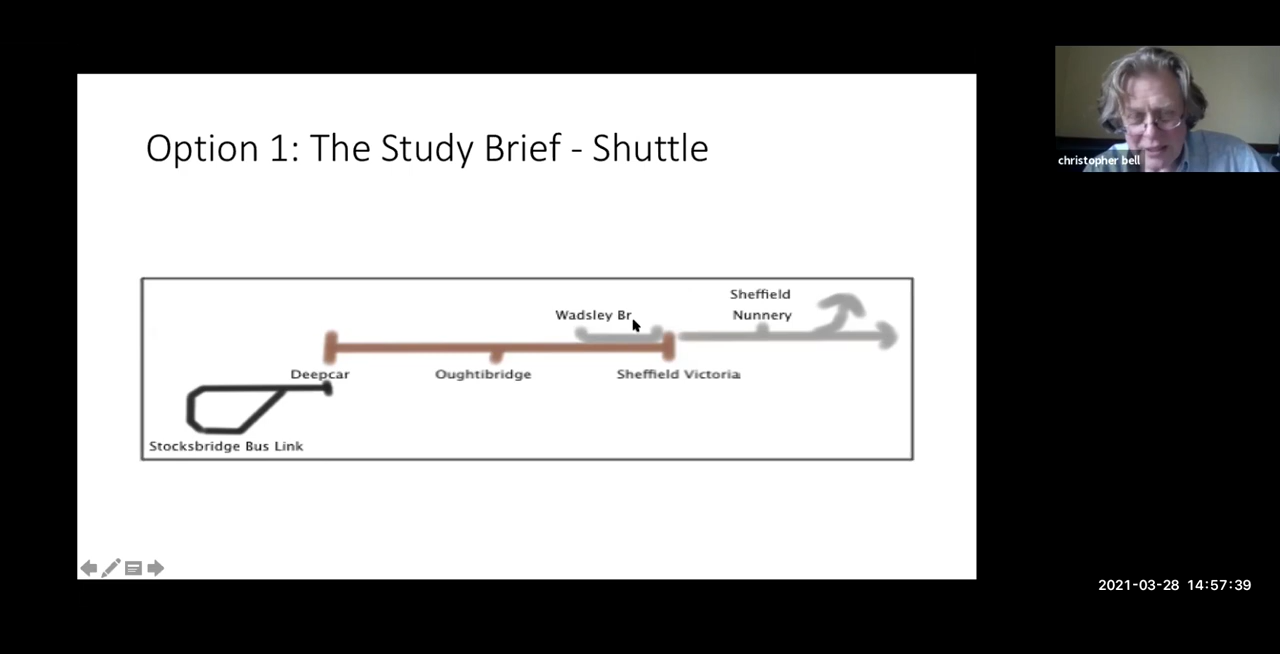 Option 1: The Study Brief - Shuttle
christopher bell
Sheffield
Nunnery
Wadsley Br
Deepcar
Oughtibridge
Sheffield Victoria
Stocksbridge Bus Link
2021-03-28 14:57:39